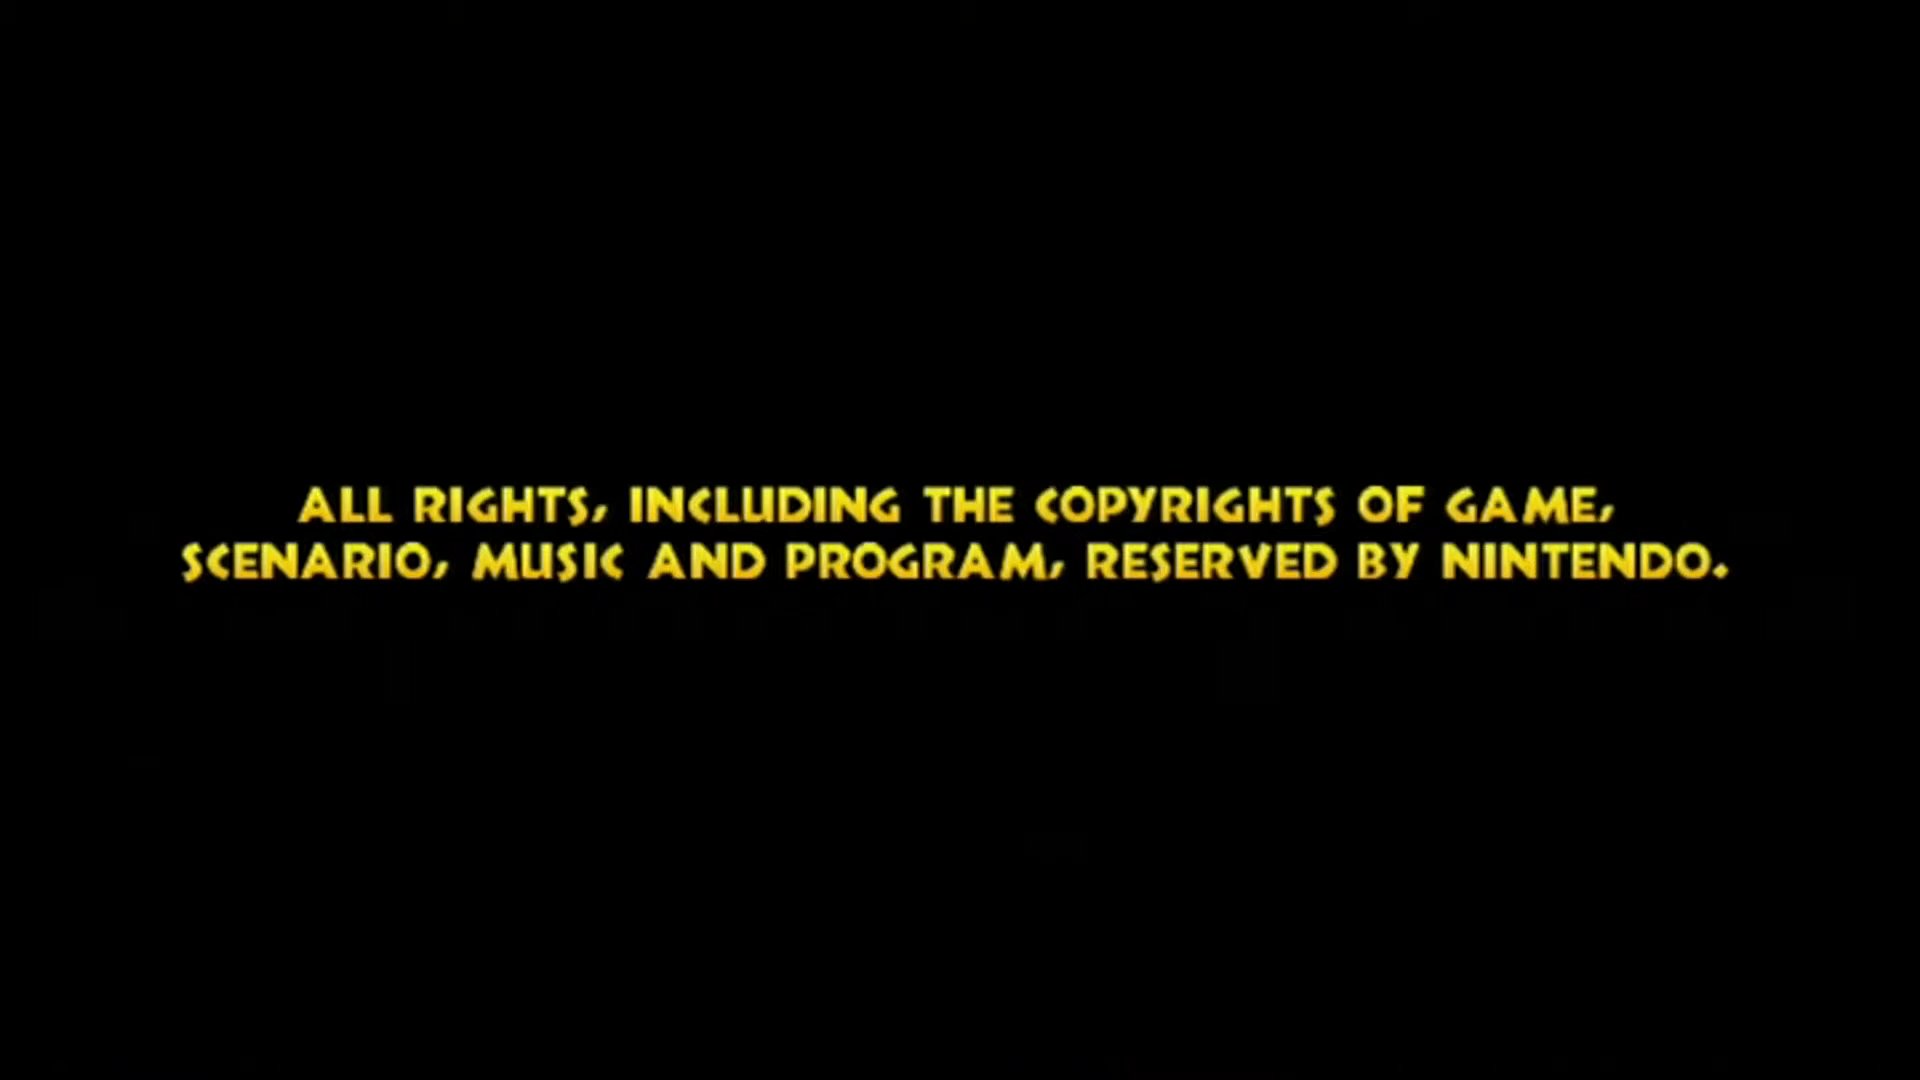 ALL RIGHTS, INCLUDING THE COPYRIGHTS OF GAME,
SCENARIO, MUSIC AND PROGRAM, RESERVED BY NINTENDO.